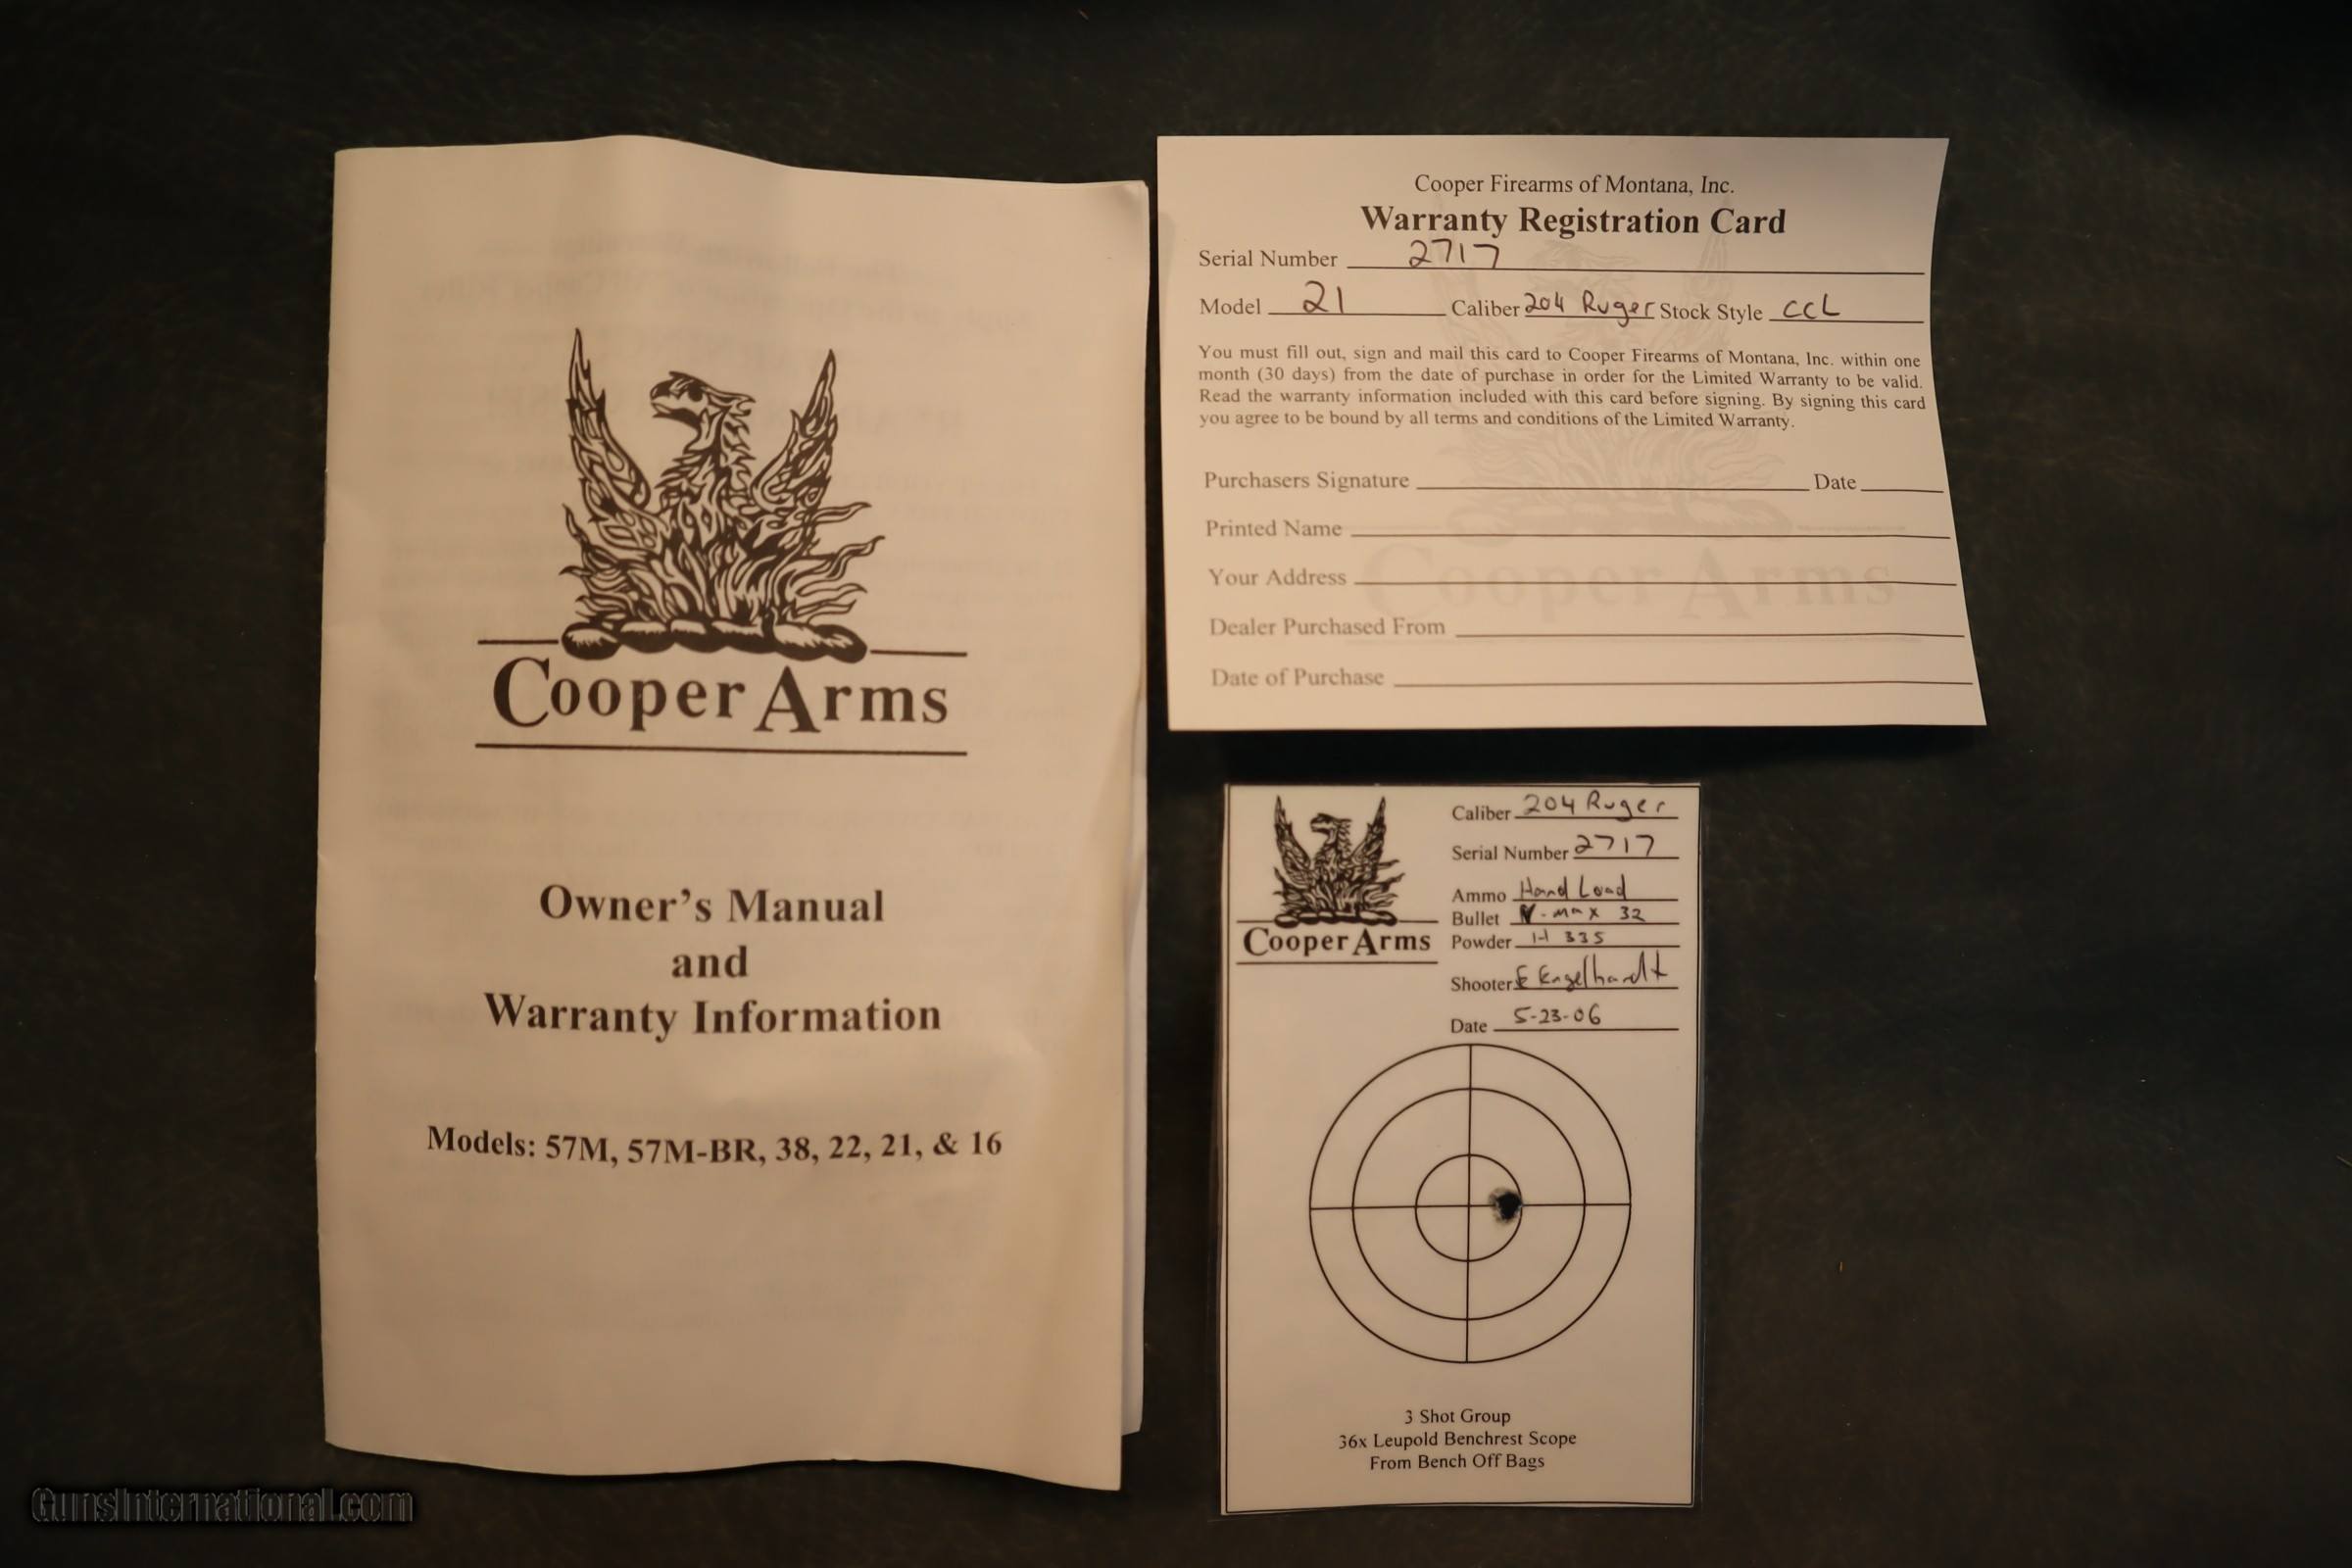 Cooper Arms
Owner's Manual
and
Warranty Information
Models: 57M, 57M-BR, 38, 22, 21, & 16
Cooper Firearms of Montana, Inc.
Warranty Registration Card
Serial Number 2717
Model 21 Caliber 204 Ruger Stock Style CCL
You must fill out, sign and mail this card to Cooper Firearms of Montana, Inc. within one
month (30 days) from the date of purchase in order for the Limited Warranty to be valid.
Read the warranty information included with this card before signing. By signing this card
you agree to be bound by all terms and conditions of the Limited Warranty.
Purchasers Signature Date
Printed Name
Your Address
Cooper Arms
Dealer Purchased From
Date of Purchase
Cooper Arms
Caliber 204 Ruger
Serial Number 2717
Ammo Hand Load
Bullet V-max 32
Powder H 335
Shooter E Engelhardt
Date 5-23-06
3 Shot Group
36x Leupold Benchrest Scope
From Bench Off Bags
GunsInternational.com